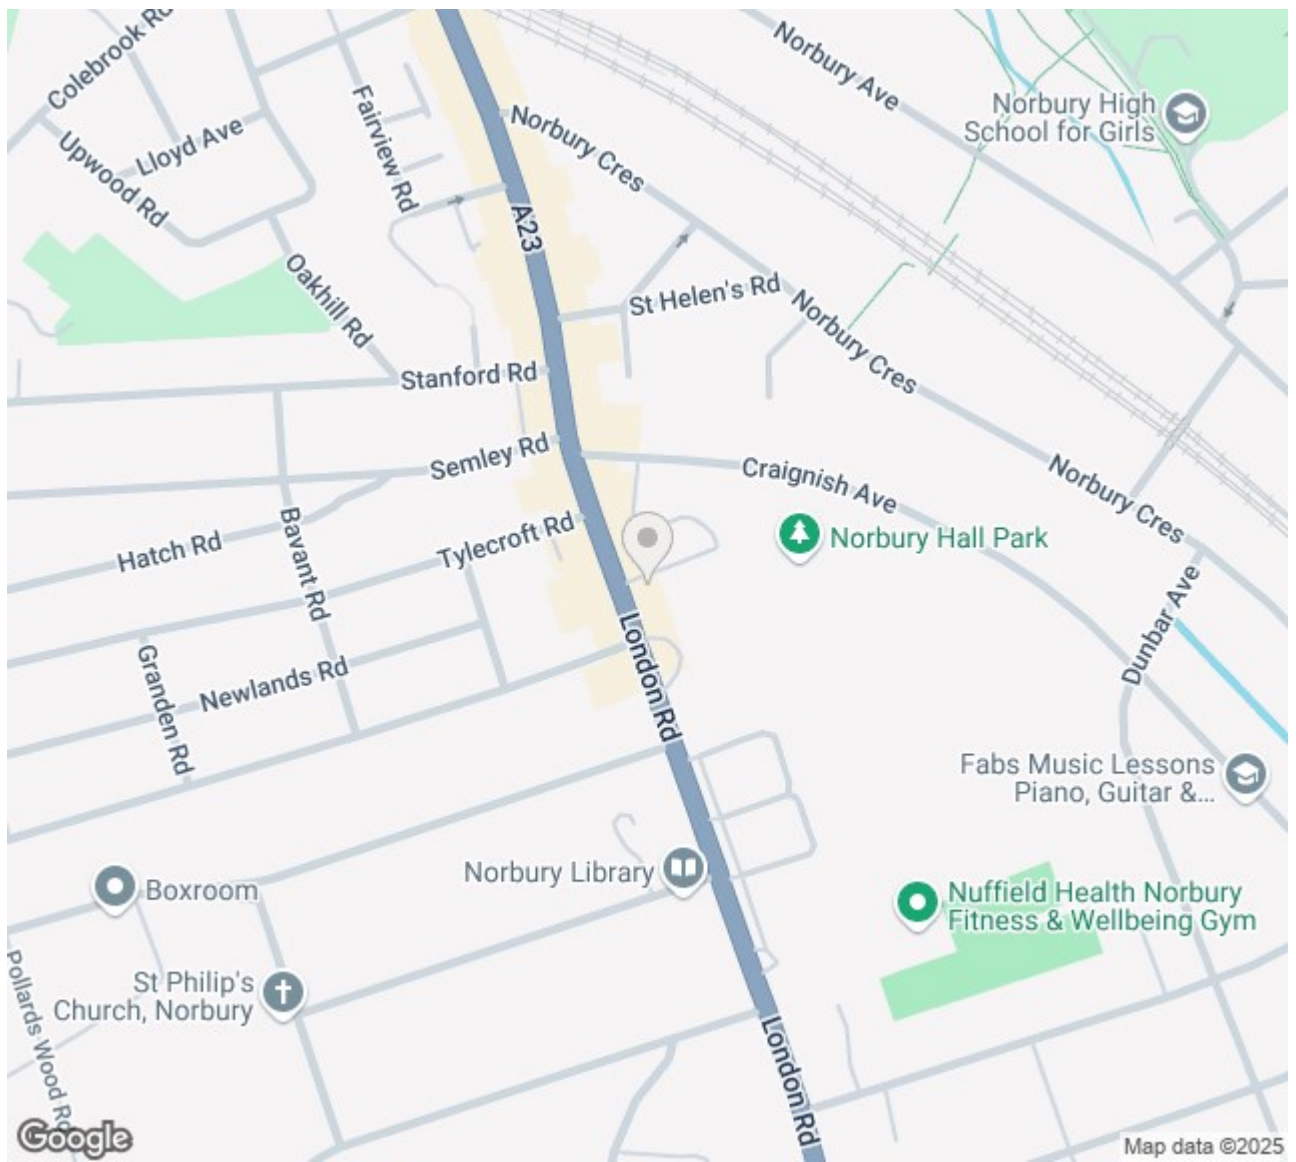 Colebrook Rd
Norbury Ave
Norbury High
School for Girls
Fairview Rd
Norbury Cres
Lloyd Ave
Upwood Rd
A23
Oakhill Rd
St Helen's Rd
Norbury Cres
Stanford Rd
Semley Rd
Craignish Ave
Norbury Cres
Hatch Rd
Bavant Rd
Tylecroft Rd
Norbury Hall Park
Dunbar Ave
London Rd
Granden Rd
Newlands Rd
Fabs Music Lessons
Piano, Guitar &...
Norbury Library
Boxroom
Nuffield Health Norbury
Fitness & Wellbeing Gym
St Philip's
Church, Norbury
Pollards Wood Rd
London Rd
Google
Map data ©2025